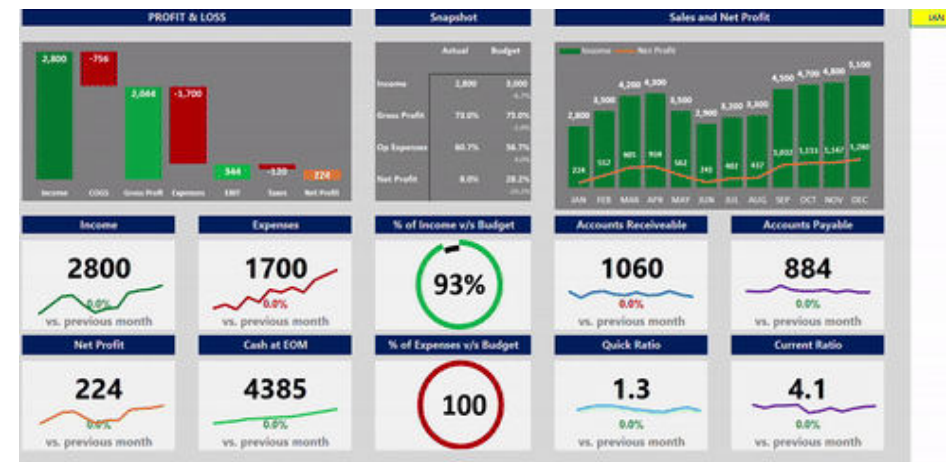 PROFIT & LOSS
Snapshot
Sales and Net Profit
JAN
2,800
-756
2,044
-1,700
344
-120
224
Income COGS Gross Profit Expenses EBIT Taxes Net Profit
Actual Budget
Income 2,800 3,000
-6.7%
Gross Profit 73.0% 75.0%
Op Expenses 60.7% 56.7%
4.0%
Net Profit 8.0% 28.2%
Income Net Profit
2,800 3,500 4,200 4,300 3,500 2,900 3,200 3,300 4,500 4,700 4,800 5,100
224 552 562 402 437 1,032 1,147
JAN FEB MAR APR MAY JUN JUL AUG SEP OCT NOV DEC
Income
2800
0.0%
vs. previous month
Expenses
1700
0.0%
vs. previous month
% of Income v/s Budget
93%
Accounts Receiveable
1060
0.0%
vs. previous month
Accounts Payable
884
0.0%
vs. previous month
Net Profit
224
0.0%
vs. previous month
Cash at EOM
4385
0.0%
vs. previous month
% of Expenses v/s Budget
100
Quick Ratio
1.3
0.0%
vs. previous month
Current Ratio
4.1
0.0%
vs. previous month